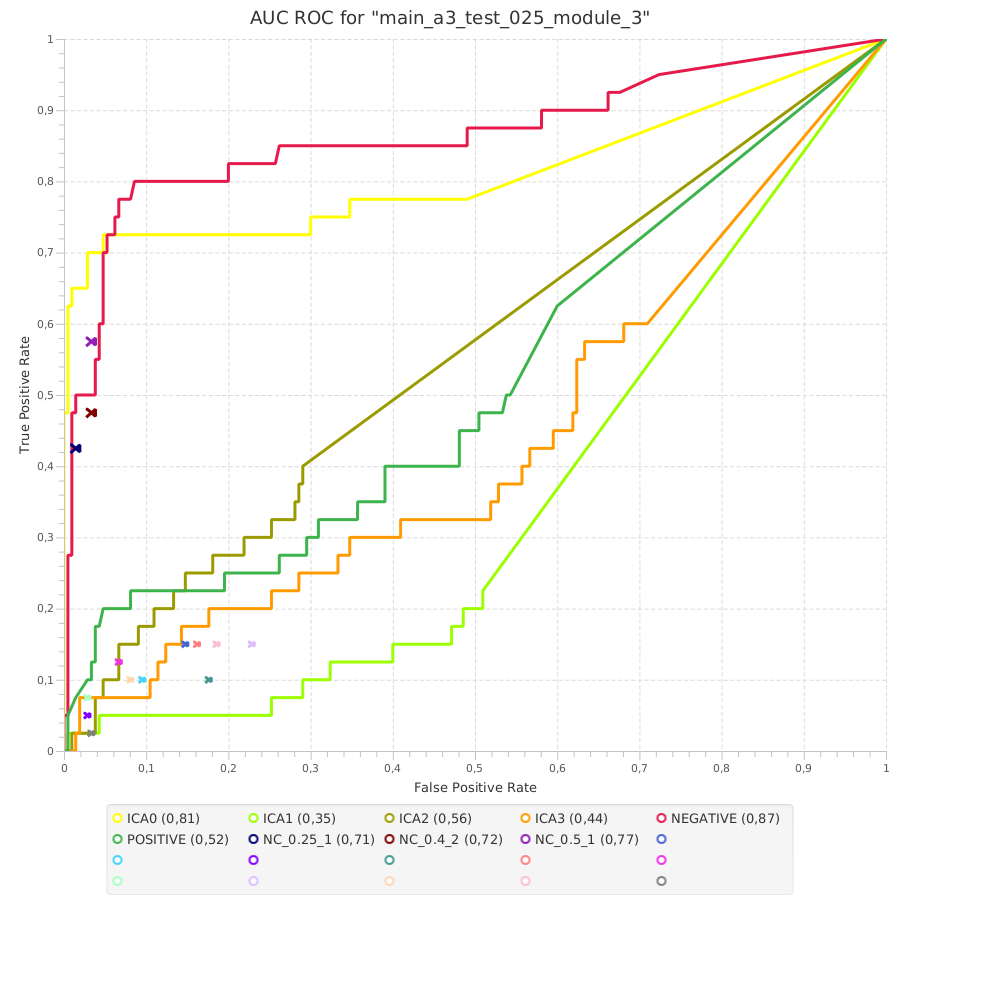 AUC ROC for "main_a3_test_025_module_3"
1
0,9
0,8
0,7
0,6
0,5
0,4
0,3
0,2
0,1
0
True Positive Rate
0 0,1 0,2 0,3 0,4 0,5 0,6 0,7 0,8 0,9 1
False Positive Rate
ICA0 (0,81) ICA1 (0,35) ICA2 (0,56) ICA3 (0,44) NEGATIVE (0,87)
POSITIVE (0,52) NC_0.25_1 (0,71) NC_0.4_2 (0,72) NC_0.5_1 (0,77)